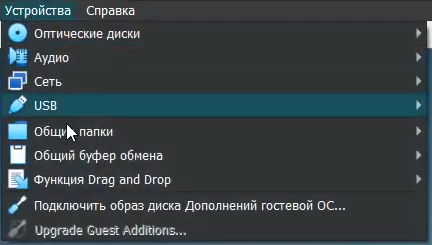 Устройства Справка
Оптические диски
Аудио
Сеть
USB
Общие папки
Общий буфер обмена
Функция Drag and Drop
Подключить образ диска Дополнений гостевой ОС...
Upgrade Guest Additions...